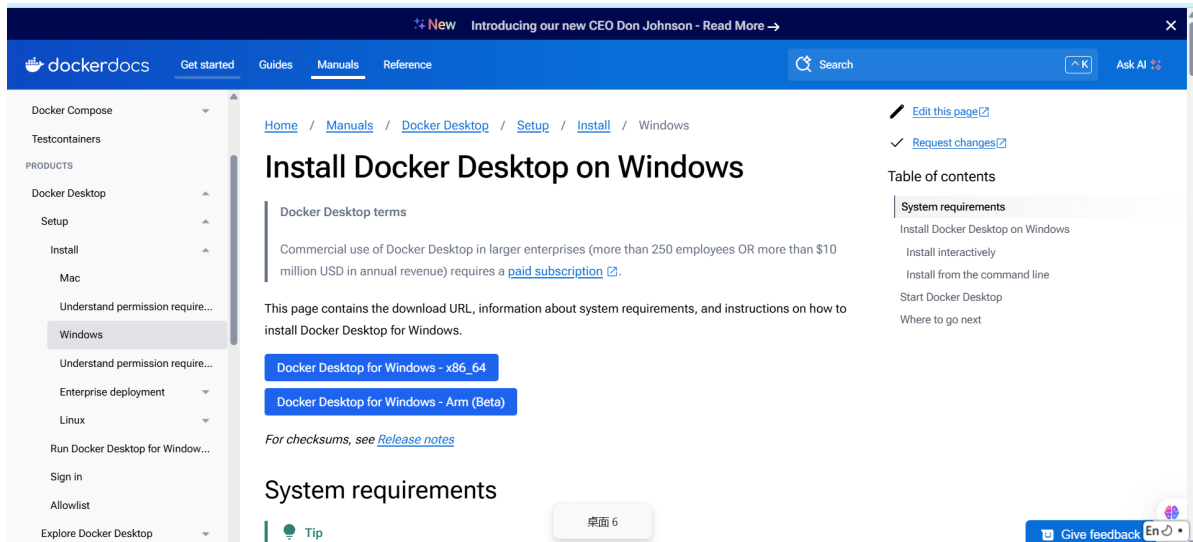 New Introducing our new CEO Don Johnson - Read More →
dockerdocs Get started Guides Manuals Reference Search ^K Ask AI
Docker Compose
Testcontainers
PRODUCTS
Docker Desktop
Setup
Install
Mac
Understand permission require...
Windows
Understand permission require...
Enterprise deployment
Linux
Run Docker Desktop for Window...
Sign in
Allowlist
Explore Docker Desktop
Home / Manuals / Docker Desktop / Setup / Install / Windows
Install Docker Desktop on Windows
Docker Desktop terms
Commercial use of Docker Desktop in larger enterprises (more than 250 employees OR more than $10
million USD in annual revenue) requires a paid subscription.
This page contains the download URL, information about system requirements, and instructions on how to
install Docker Desktop for Windows.
Docker Desktop for Windows - x86_64
Docker Desktop for Windows - Arm (Beta)
For checksums, see Release notes
System requirements
Tip
Edit this page
Request changes
Table of contents
System requirements
Install Docker Desktop on Windows
Install interactively
Install from the command line
Start Docker Desktop
Where to go next
桌面 6
Give feedback
En